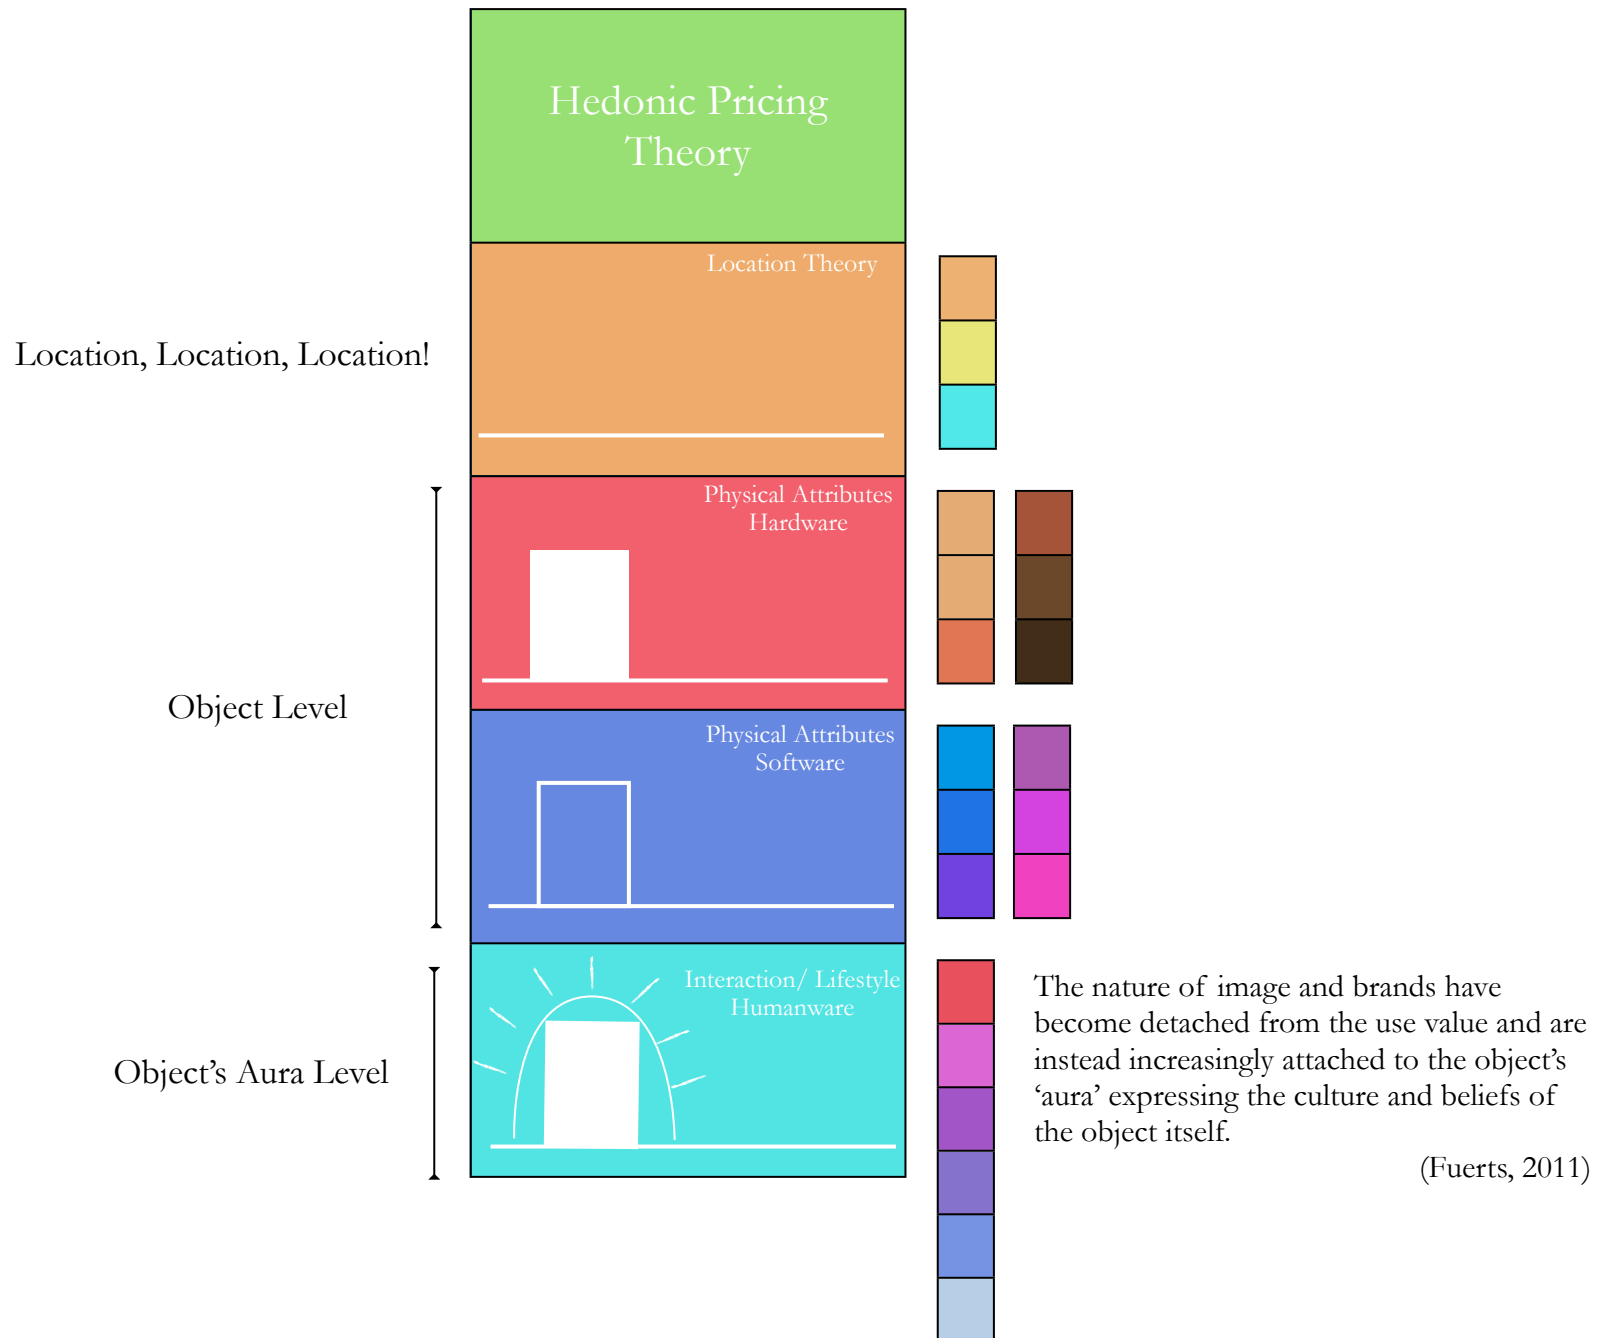 Hedonic Pricing
Theory
Location Theory
Location, Location, Location!
Physical Attributes
Hardware
Object Level
Physical Attributes
Software
Interaction/ Lifestyle
Humanware
Object’s Aura Level
The nature of image and brands have
become detached from the use value and are
instead increasingly attached to the object’s
‘aura’ expressing the culture and beliefs of
the object itself.
(Fuerts, 2011)